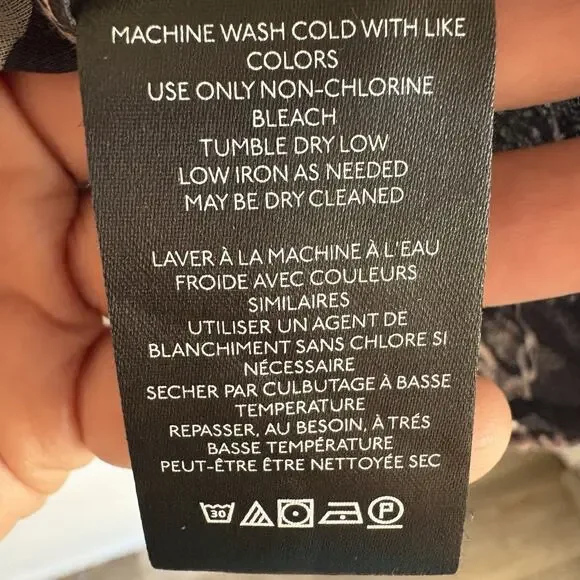 MACHINE WASH COLD WITH LIKE
COLORS
USE ONLY NON-CHLORINE
BLEACH
TUMBLE DRY LOW
LOW IRON AS NEEDED
MAY BE DRY CLEANED
LAVER À LA MACHINE À L'EAU
FROIDE AVEC COULEURS
SIMILAIRES
UTILISER UN AGENT DE
BLANCHIMENT SANS CHLORE SI
NÉCESSAIRE
SECHER PAR CULBUTAGE À BASSE
TEMPERATURE
REPASSER, AU BESOIN, À TRÉS
BASSE TEMPÉRATURE
PEUT-ÊTRE ÊTRE NETTOYÉE SEC
30 P